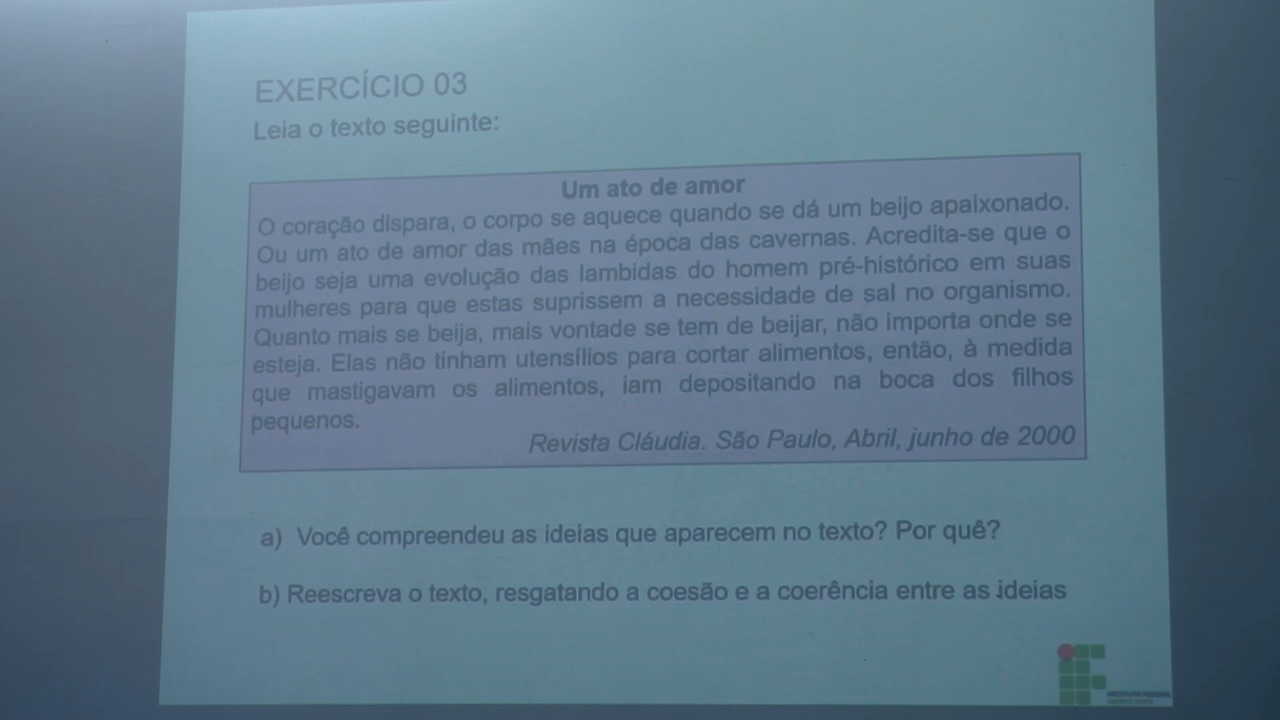 EXERCÍCIO 03
Leia o texto seguinte:
Um ato de amor
O coração dispara, o corpo se aquece quando se dá um beijo apaixonado.
Ou um ato de amor das mães na época das cavernas. Acredita-se que o
beijo seja uma evolução das lambidas do homem pré-histórico em suas
mulheres para que estas suprissem a necessidade de sal no organismo.
Quanto mais se beija, mais vontade se tem de beijar, não importa onde se
esteja. Elas não tinham utensílios para cortar alimentos, então, à medida
que mastigavam os alimentos, iam depositando na boca dos filhos
pequenos.
Revista Cláudia. São Paulo, Abril, junho de 2000
a) Você compreendeu as ideias que aparecem no texto? Por quê?
b) Reescreva o texto, resgatando a coesão e a coerência entre as ideias
INSTITUTO FEDERAL